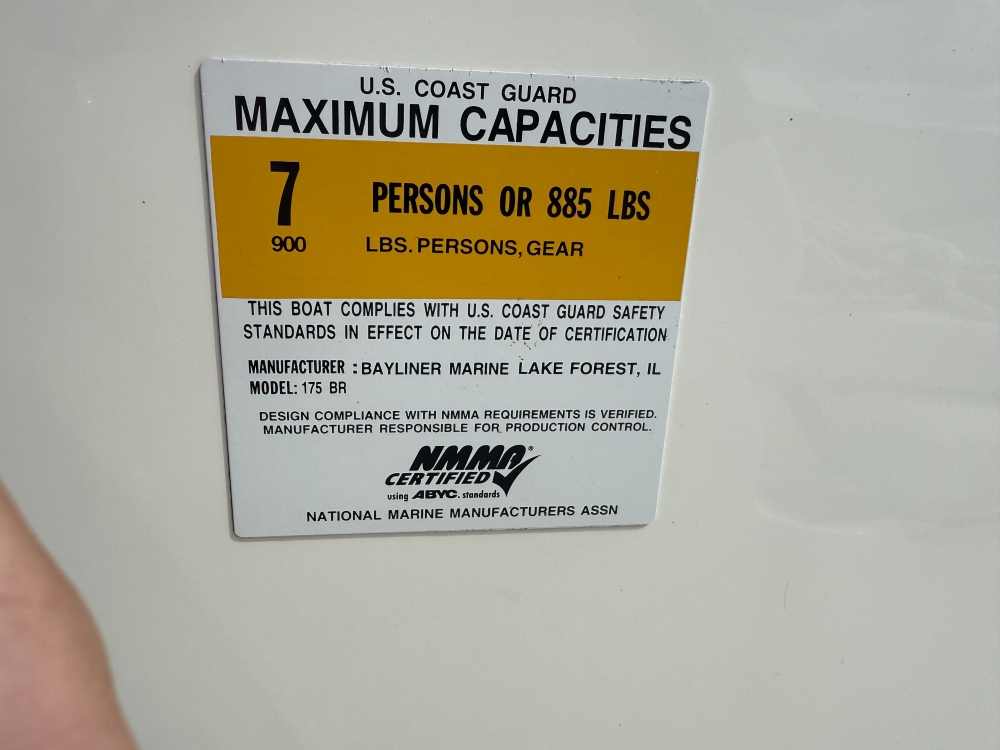 U.S. COAST GUARD
MAXIMUM CAPACITIES
7 PERSONS OR 885 LBS
900 LBS. PERSONS, GEAR
THIS BOAT COMPLIES WITH U.S. COAST GUARD SAFETY
STANDARDS IN EFFECT ON THE DATE OF CERTIFICATION
MANUFACTURER : BAYLINER MARINE LAKE FOREST, IL
MODEL: 175 BR
DESIGN COMPLIANCE WITH NMMA REQUIREMENTS IS VERIFIED.
MANUFACTURER RESPONSIBLE FOR PRODUCTION CONTROL.
NMMA®
CERTIFIED
using ABYC. standards
NATIONAL MARINE MANUFACTURERS ASSN